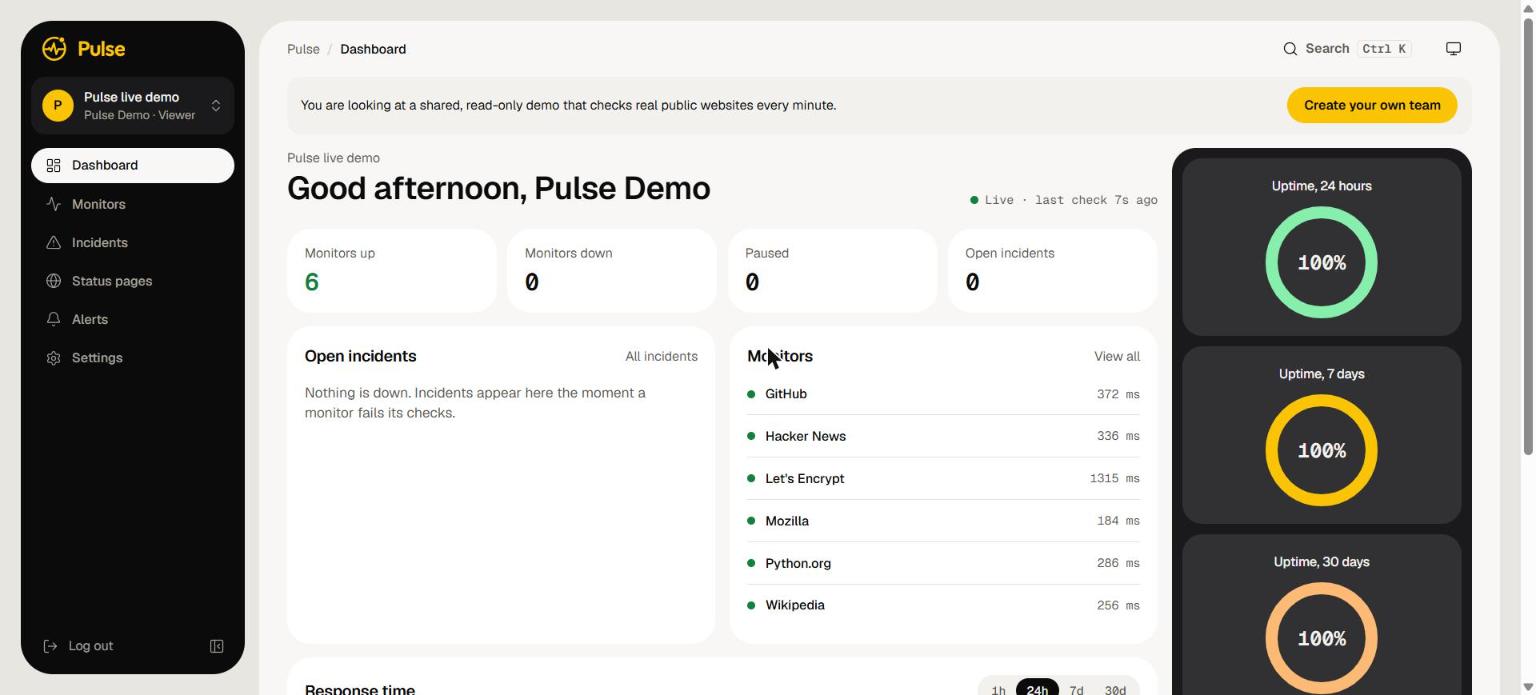 Pulse
P
Pulse live demo
Pulse Demo · Viewer
Dashboard
Monitors
Incidents
Status pages
Alerts
Settings
Log out
Pulse / Dashboard
Search Ctrl K
You are looking at a shared, read-only demo that checks real public websites every minute.
Create your own team
Pulse live demo
Good afternoon, Pulse Demo
Live · last check 7s ago
Monitors up
6
Monitors down
0
Paused
0
Open incidents
0
Open incidents
All incidents
Nothing is down. Incidents appear here the moment a
monitor fails its checks.
Monitors
View all
GitHub 372 ms
Hacker News 336 ms
Let's Encrypt 1315 ms
Mozilla 184 ms
Python.org 286 ms
Wikipedia 256 ms
Response time
1h 24h 7d 30d
Uptime, 24 hours
100%
Uptime, 7 days
100%
Uptime, 30 days
100%